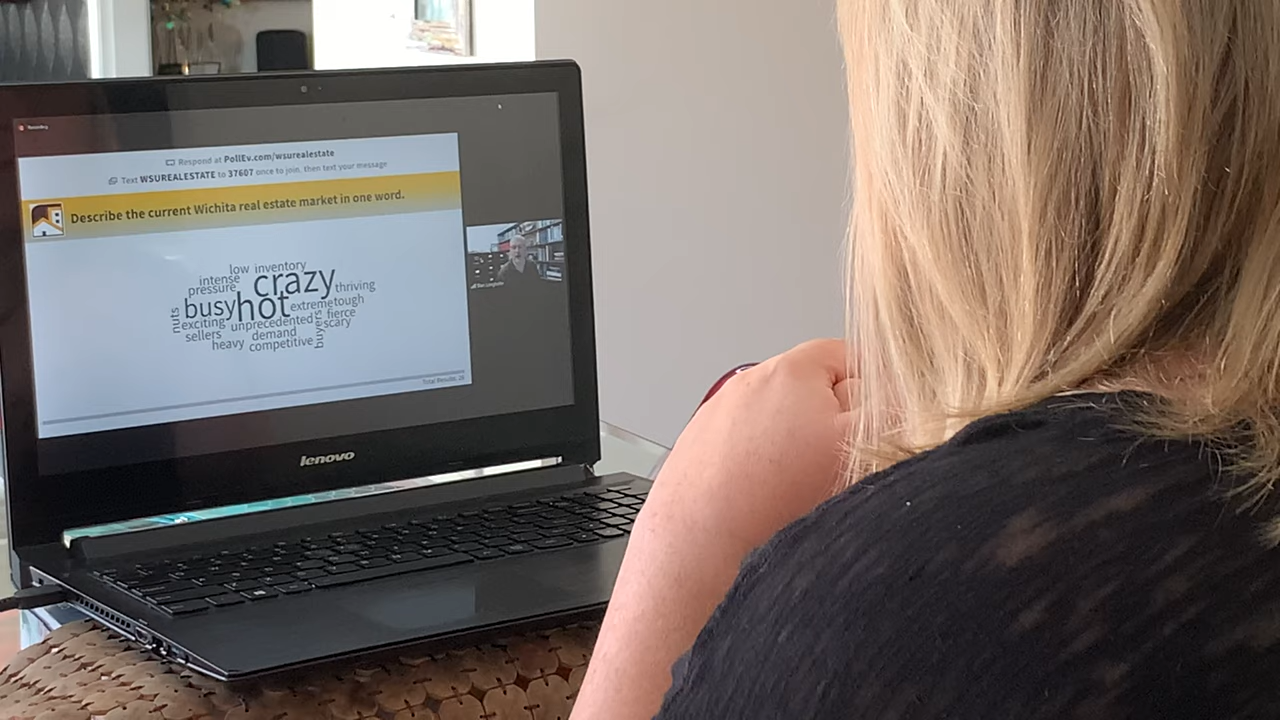 Recording
Respond at PollEv.com/wsurealestate
Text WSUREALESTATE to 37607 once to join, then text your message
Describe the current Wichita real estate market in one word.
low inventory
intense
crazy
pressure
thriving
busy
hot
extreme
tough
nuts
exciting
unprecedented
buyers
fierce
scary
sellers
demand
heavy
competitive
lenovo